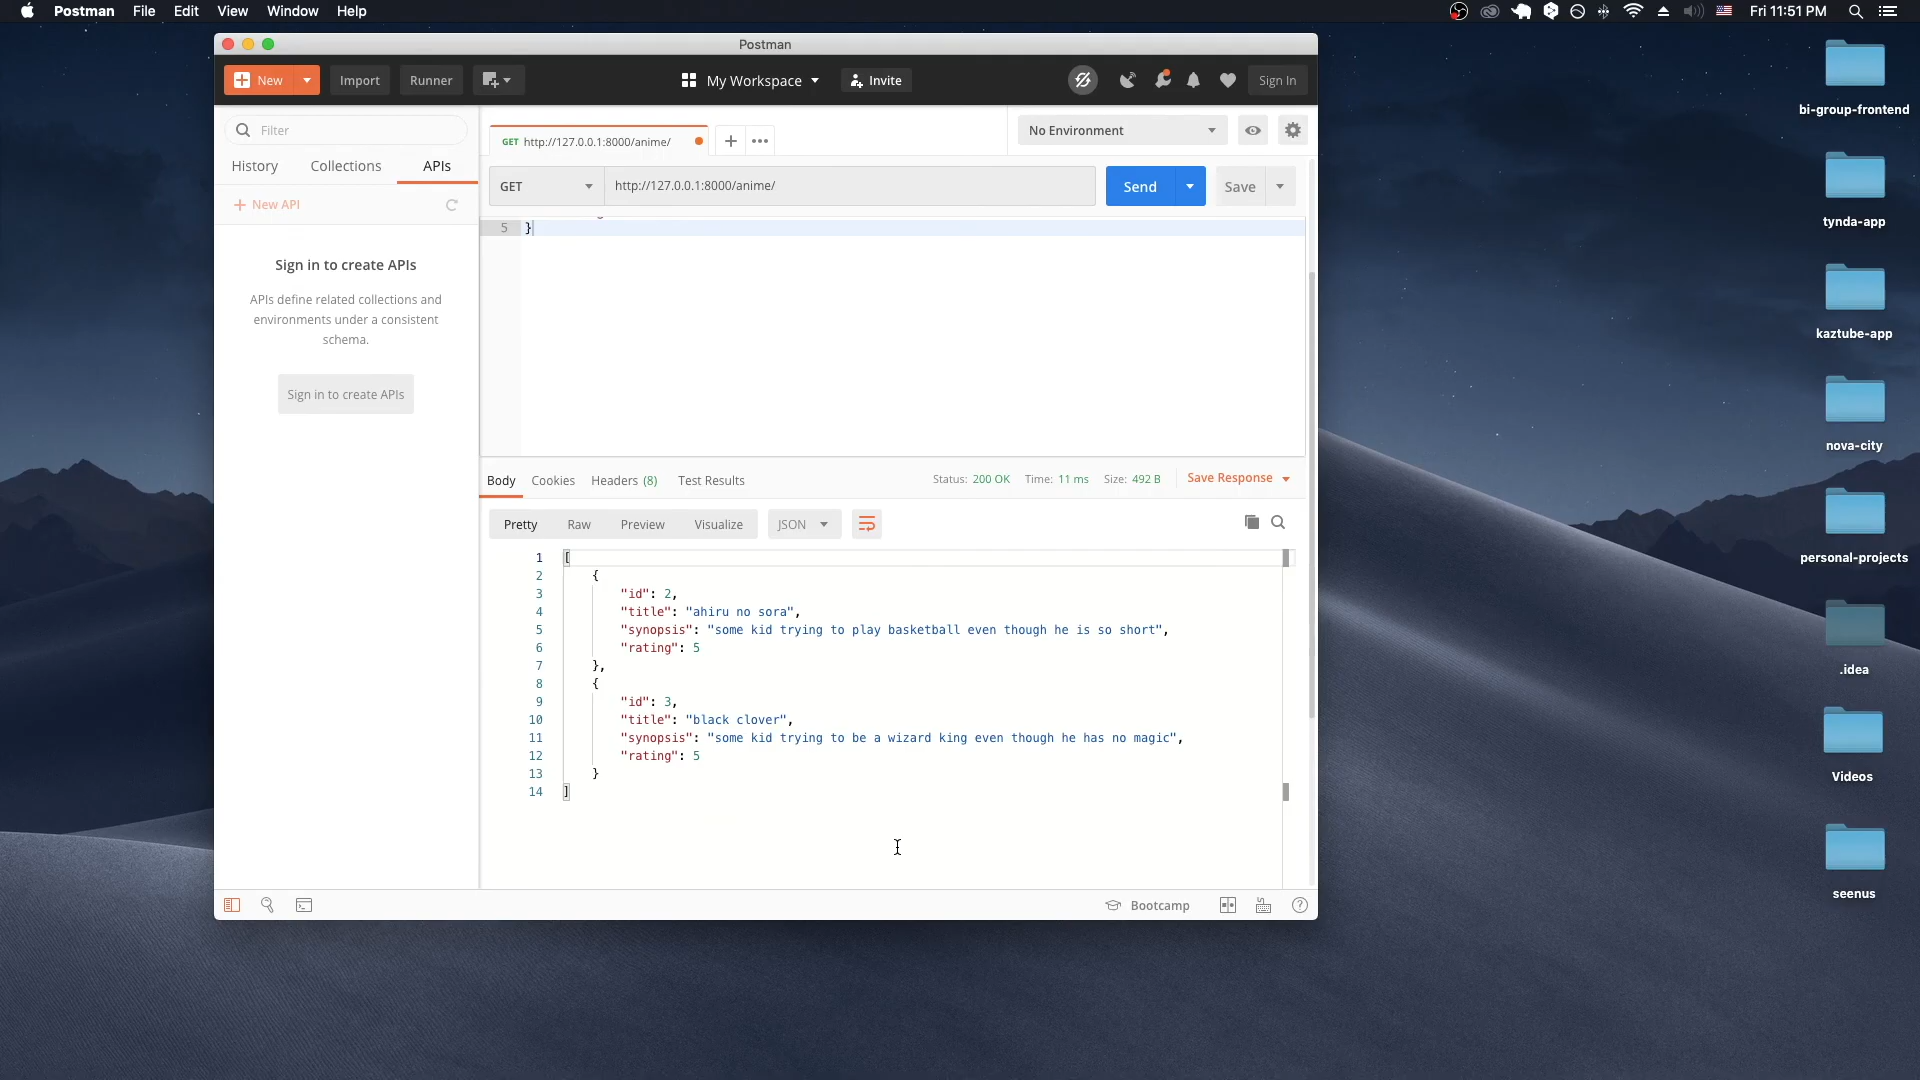 Postman File Edit View Window Help
Fri 11:51 PM
Postman
New Import Runner
My Workspace
Invite
Sign In
Filter
History Collections APIs
New API
Sign in to create APIs
APIs define related collections and
environments under a consistent
schema.
Sign in to create APIs
GET http://127.0.0.1:8000/anime/
No Environment
GET http://127.0.0.1:8000/anime/
Send Save
5 }
Body Cookies Headers (8) Test Results
Status: 200 OK Time: 11 ms Size: 492 B
Save Response
Pretty Raw Preview Visualize JSON
1 [
2 {
3 "id": 2,
4 "title": "ahiru no sora",
5 "synopsis": "some kid trying to play basketball even though he is so short",
6 "rating": 5
7 },
8 {
9 "id": 3,
10 "title": "black clover",
11 "synopsis": "some kid trying to be a wizard king even though he has no magic",
12 "rating": 5
13 }
14 ]
Bootcamp
bi-group-frontend
tynda-app
kaztube-app
nova-city
personal-projects
.idea
Videos
seenus